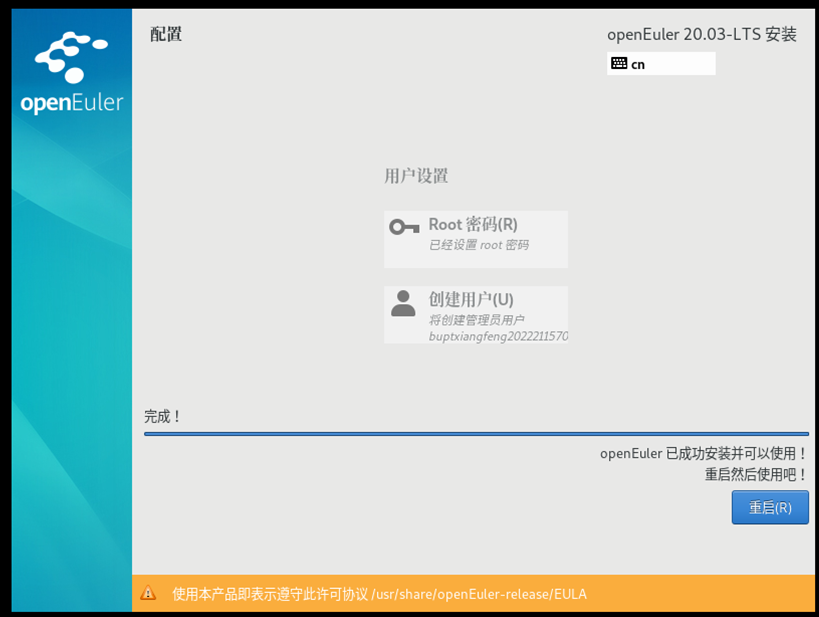 openEuler
配置
openEuler 20.03-LTS 安装
cn
用户设置
Root 密码(R)
已经设置 root 密码
创建用户(U)
将创建管理员用户
buptxiangfeng2022211570
完成！
openEuler 已成功安装并可以使用！
重启然后使用吧！
重启(R)
使用本产品即表示遵守此许可协议 /usr/share/openEuler-release/EULA